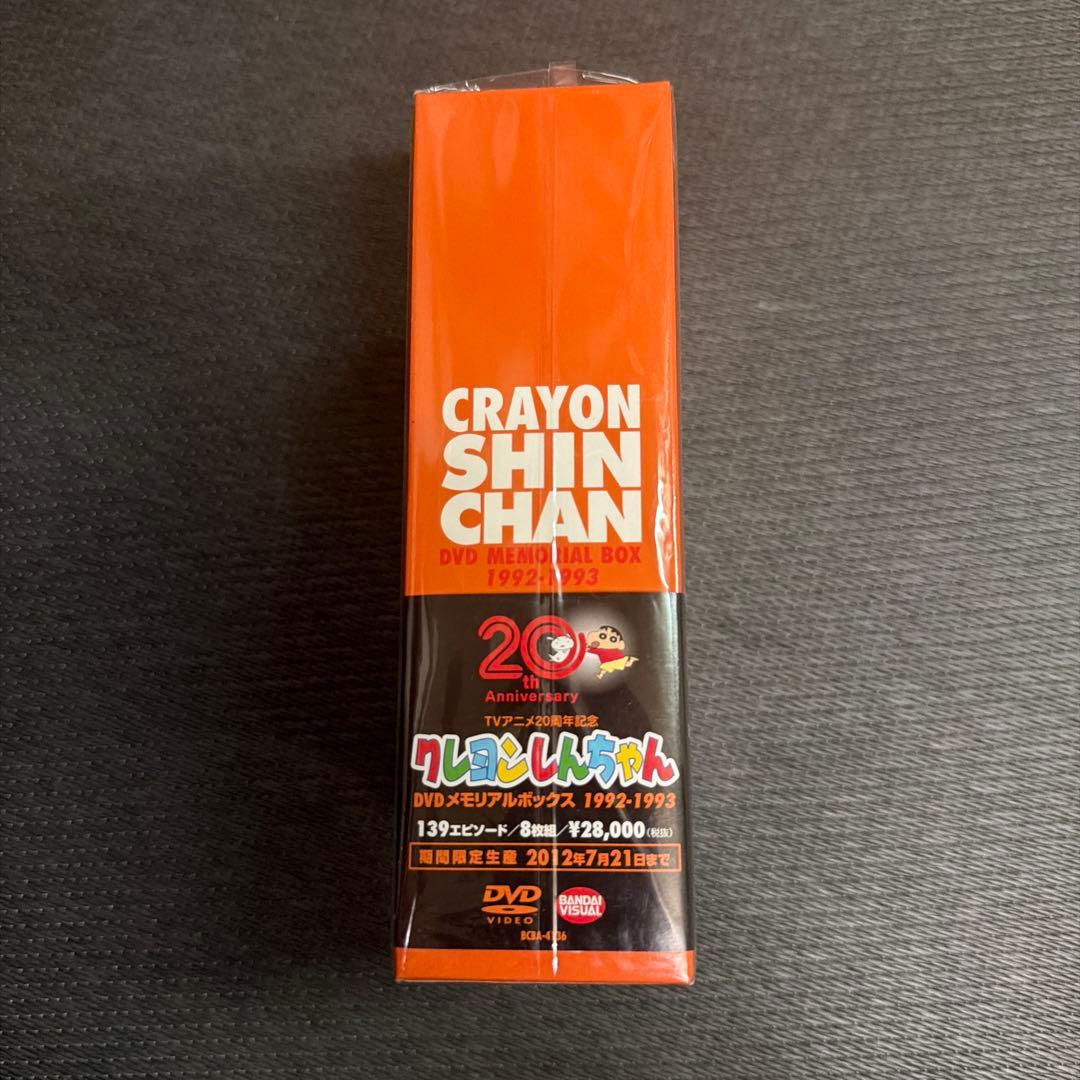 CRAYON
SHIN
CHAN
DVD MEMORIAL BOX
1992-1993
20
th
Anniversary
TVアニメ20周年記念
クレヨンしんちゃん
DVDメモリアルボックス 1992-1993
139エピソード/8枚組/¥28,000(税抜)
期間限定生産 2012年7月21日まで
DVD
VIDEO
BANDAI
VISUAL